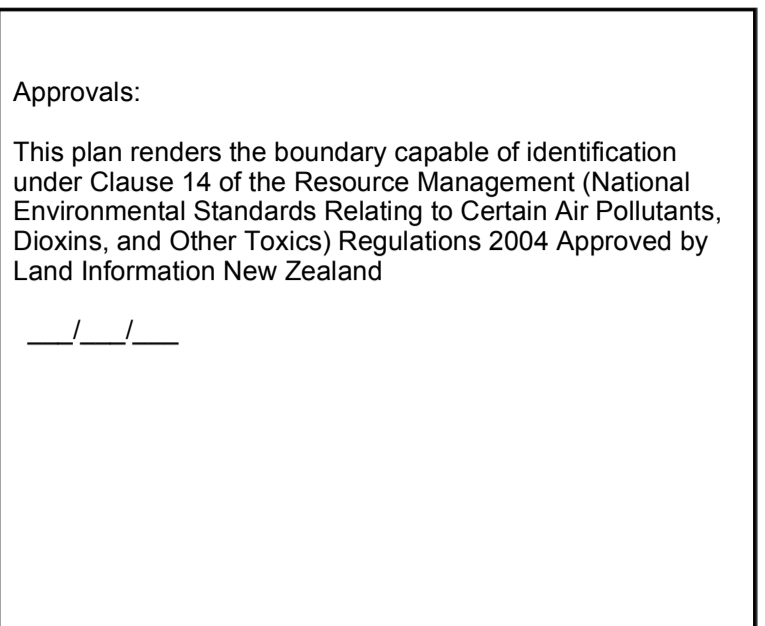 Approvals:
This plan renders the boundary capable of identification
under Clause 14 of the Resource Management (National
Environmental Standards Relating to Certain Air Pollutants,
Dioxins, and Other Toxics) Regulations 2004 Approved by
Land Information New Zealand
___/___/___